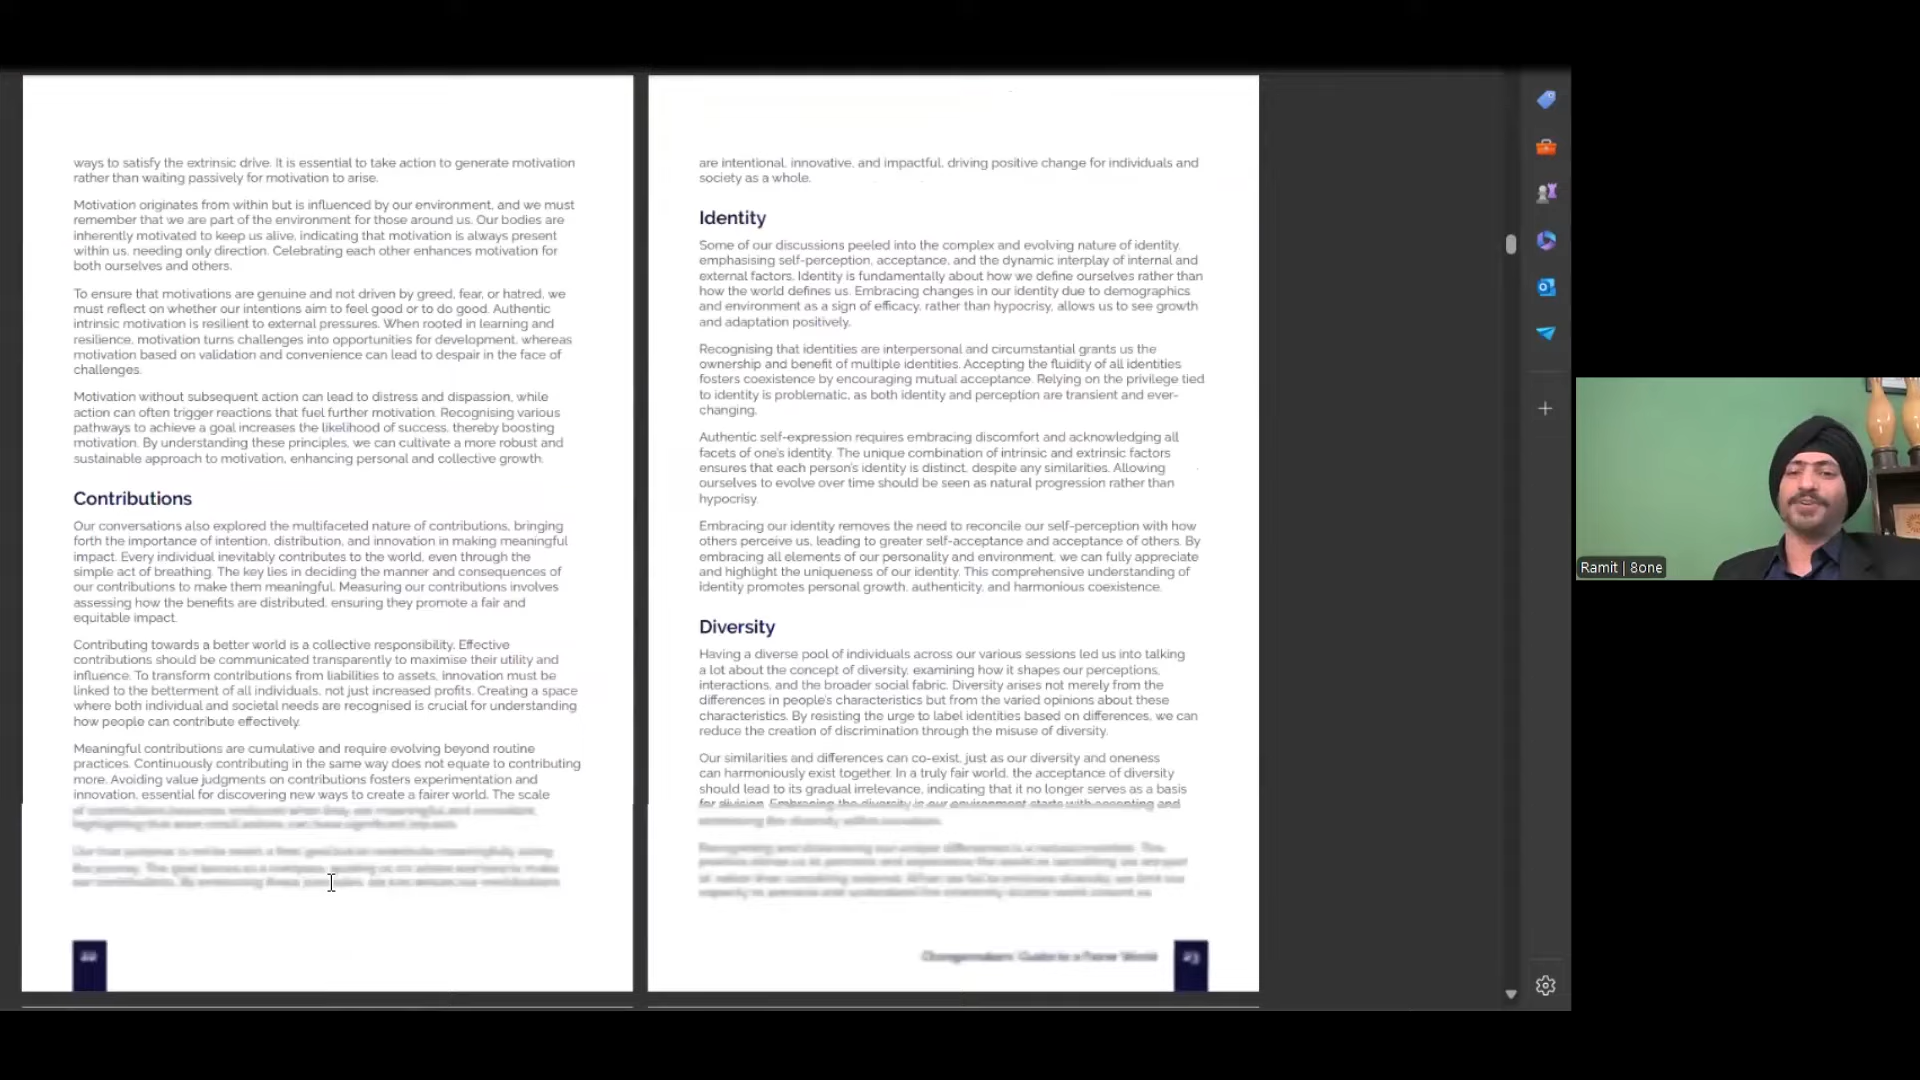 ways to satisfy the extrinsic drive. It is essential to take action to generate motivation
rather than waiting passively for motivation to arise.
Motivation originates from within but is influenced by our environment, and we must
remember that we are part of the environment for those around us. Our bodies are
inherently motivated to keep us alive, indicating that motivation is always present
within us, needing only direction. Celebrating each other enhances motivation for
both ourselves and others.
To ensure that motivations are genuine and not driven by greed, fear, or hatred, we
must reflect on whether our intentions aim to feel good or to do good. Authentic
intrinsic motivation is resilient to external pressures. When rooted in learning and
resilience, motivation turns challenges into opportunities for development, whereas
motivation based on validation and convenience can lead to despair in the face of
challenges.
Motivation without subsequent action can lead to distress and dispassion, while
action can often trigger reactions that fuel further motivation. Recognising various
pathways to achieve a goal increases the likelihood of success, thereby boosting
motivation. By understanding these principles, we can cultivate a more robust and
sustainable approach to motivation, enhancing personal and collective growth.
Contributions
Our conversations also explored the multifaceted nature of contributions, bringing
forth the importance of intention, distribution, and innovation in making meaningful
impact. Every individual inevitably contributes to the world, even through the
simple act of breathing. The key lies in deciding the manner and consequences of
our contributions to make them meaningful. Measuring our contributions involves
assessing how the benefits are distributed, ensuring they promote a fair and
equitable impact.
Contributing towards a better world is a collective responsibility. Effective
contributions should be communicated transparently to maximise their utility and
influence. To transform contributions from liabilities to assets, innovation must be
linked to the betterment of all individuals, not just increased profits. Creating a space
where both individual and societal needs are recognised is crucial for understanding
how people can contribute effectively.
Meaningful contributions are cumulative and require evolving beyond routine
practices. Continuously contributing in the same way does not equate to contributing
more. Avoiding value judgments on contributions fosters experimentation and
innovation, essential for discovering new ways to create a fairer world. The scale
22
are intentional, innovative, and impactful, driving positive change for individuals and
society as a whole.
Identity
Some of our discussions peeled into the complex and evolving nature of identity,
emphasising self-perception, acceptance, and the dynamic interplay of internal and
external factors. Identity is fundamentally about how we define ourselves rather than
how the world defines us. Embracing changes in our identity due to demographics
and environment as a sign of efficacy, rather than hypocrisy, allows us to see growth
and adaptation positively.
Recognising that identities are interpersonal and circumstantial grants us the
ownership and benefit of multiple identities. Accepting the fluidity of all identities
fosters coexistence by encouraging mutual acceptance. Relying on the privilege tied
to identity is problematic, as both identity and perception are transient and ever-
changing.
Authentic self-expression requires embracing discomfort and acknowledging all
facets of one's identity. The unique combination of intrinsic and extrinsic factors
ensures that each person's identity is distinct, despite any similarities. Allowing
ourselves to evolve over time should be seen as natural progression rather than
hypocrisy.
Embracing our identity removes the need to reconcile our self-perception with how
others perceive us, leading to greater self-acceptance and acceptance of others. By
embracing all elements of our personality and environment, we can fully appreciate
and highlight the uniqueness of our identity. This comprehensive understanding of
identity promotes personal growth, authenticity, and harmonious coexistence.
Diversity
Having a diverse pool of individuals across our various sessions led us into talking
a lot about the concept of diversity, examining how it shapes our perceptions,
interactions, and the broader social fabric. Diversity arises not merely from the
differences in people's characteristics but from the varied opinions about these
characteristics. By resisting the urge to label identities based on differences, we can
reduce the creation of discrimination through the misuse of diversity.
Our similarities and differences can co-exist, just as our diversity and oneness
can harmoniously exist together. In a truly fair world, the acceptance of diversity
should lead to its gradual irrelevance, indicating that it no longer serves as a basis
for division. Embracing the diversity in our environment starts with accepting and
Changemakers' Guide to a Fairer World
23
Ramit | 8one